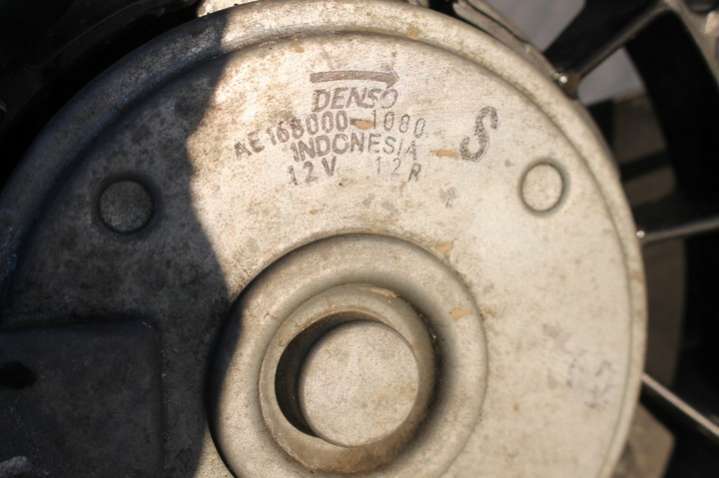 DENSO
AE168000-1080
INDONESIA
12V 12R
S